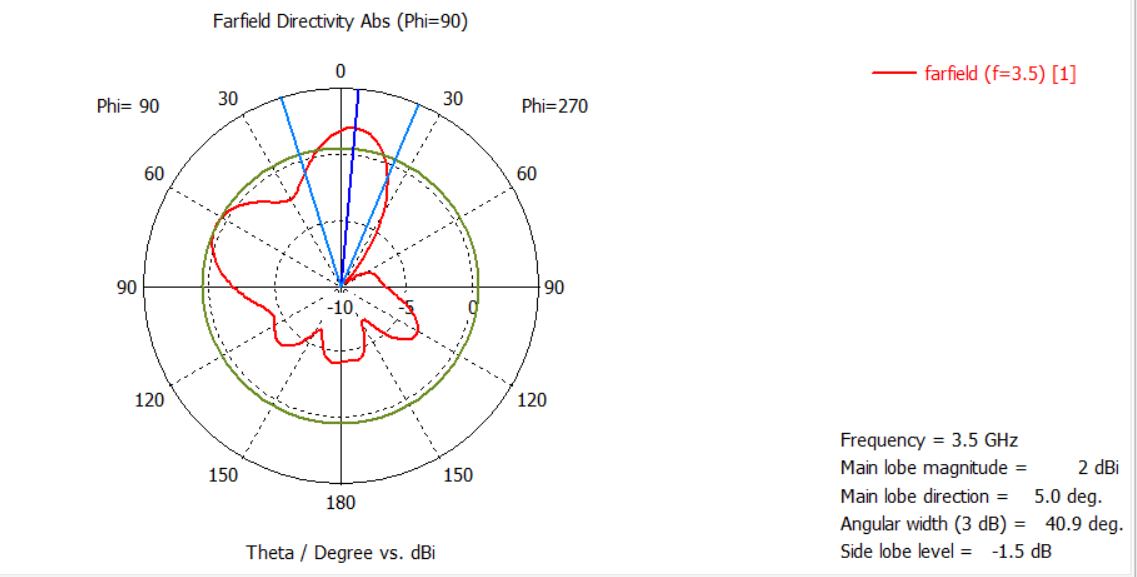 Farfield Directivity Abs (Phi=90)
farfield (f=3.5) [1]
0
Phi= 90
30
30
Phi=270
60
60
90
-10
-5
0
90
120
120
150
150
180
Theta / Degree vs. dBi
Frequency = 3.5 GHz
Main lobe magnitude = 2 dBi
Main lobe direction = 5.0 deg.
Angular width (3 dB) = 40.9 deg.
Side lobe level = -1.5 dB